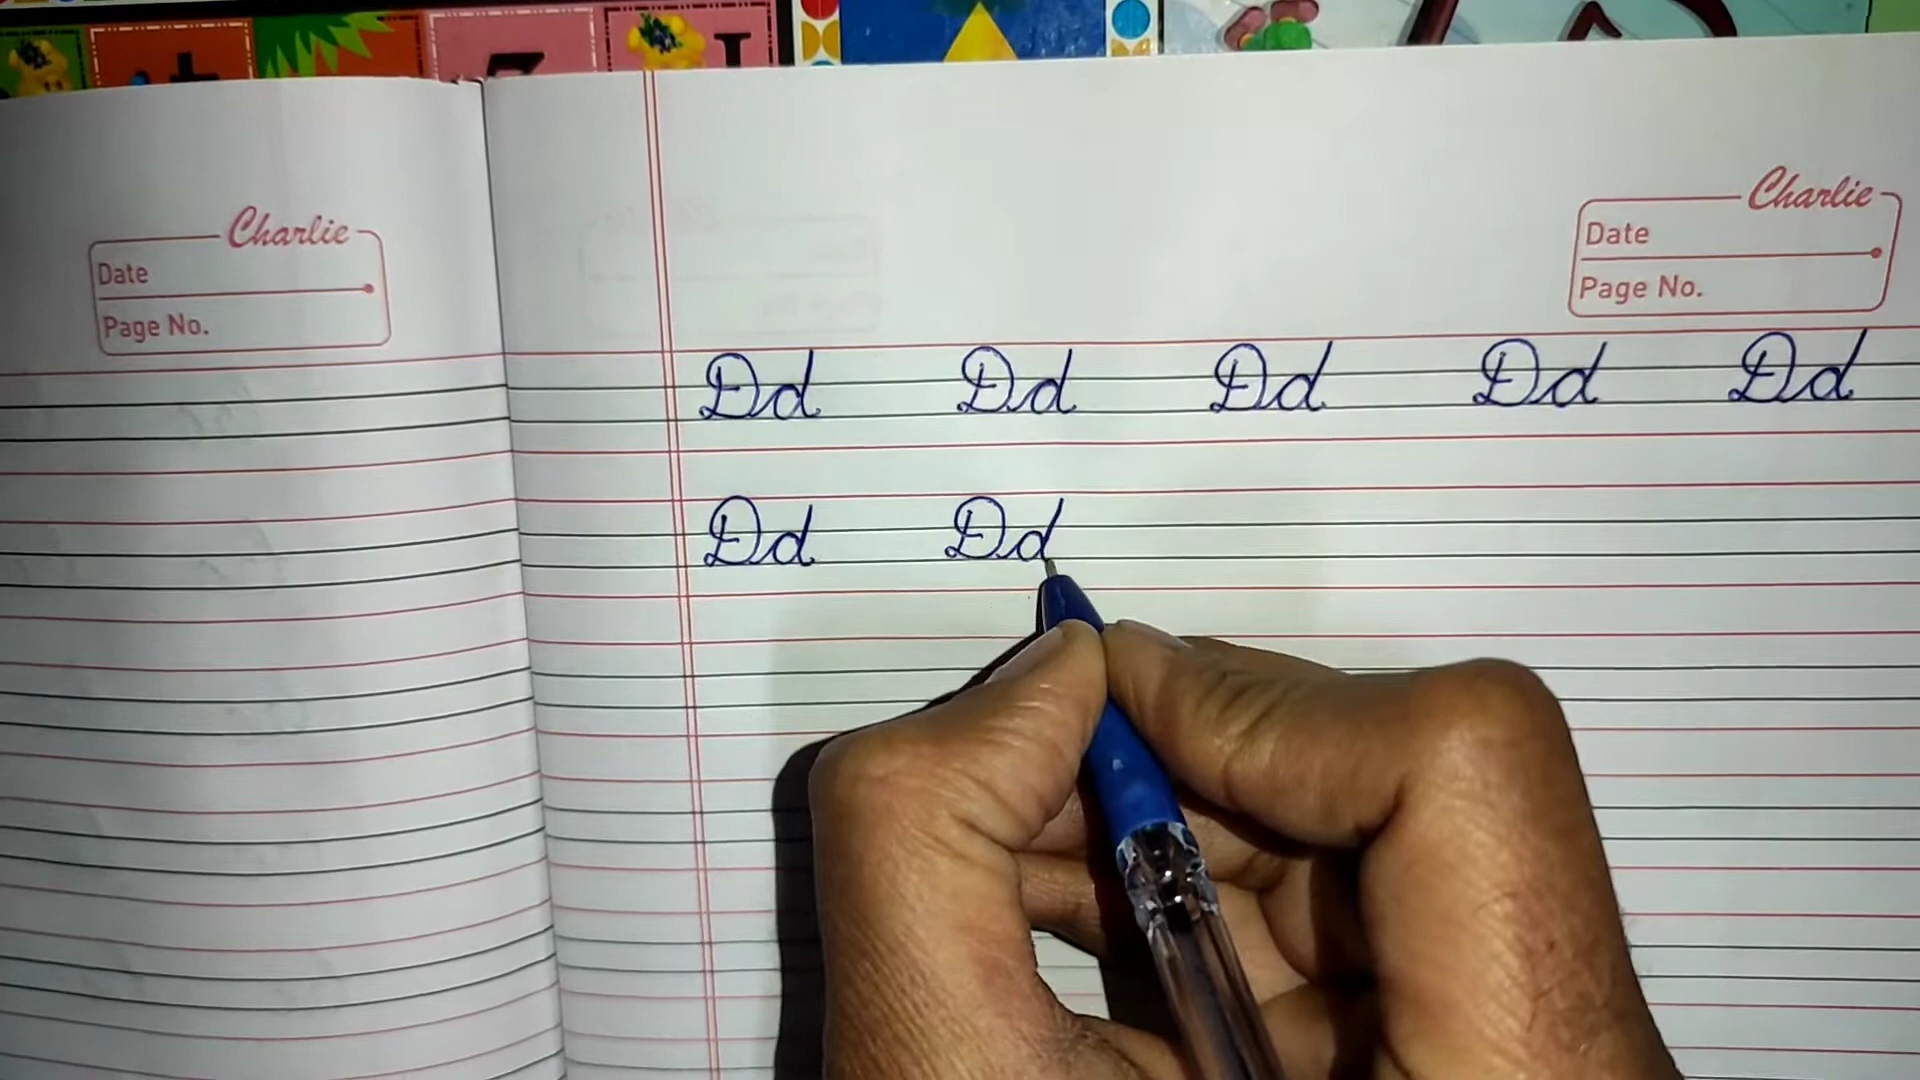 Charlie
Date
Page No.
Charlie
Date
Page No.
Dd Dd Dd Dd Dd
Dd Dd